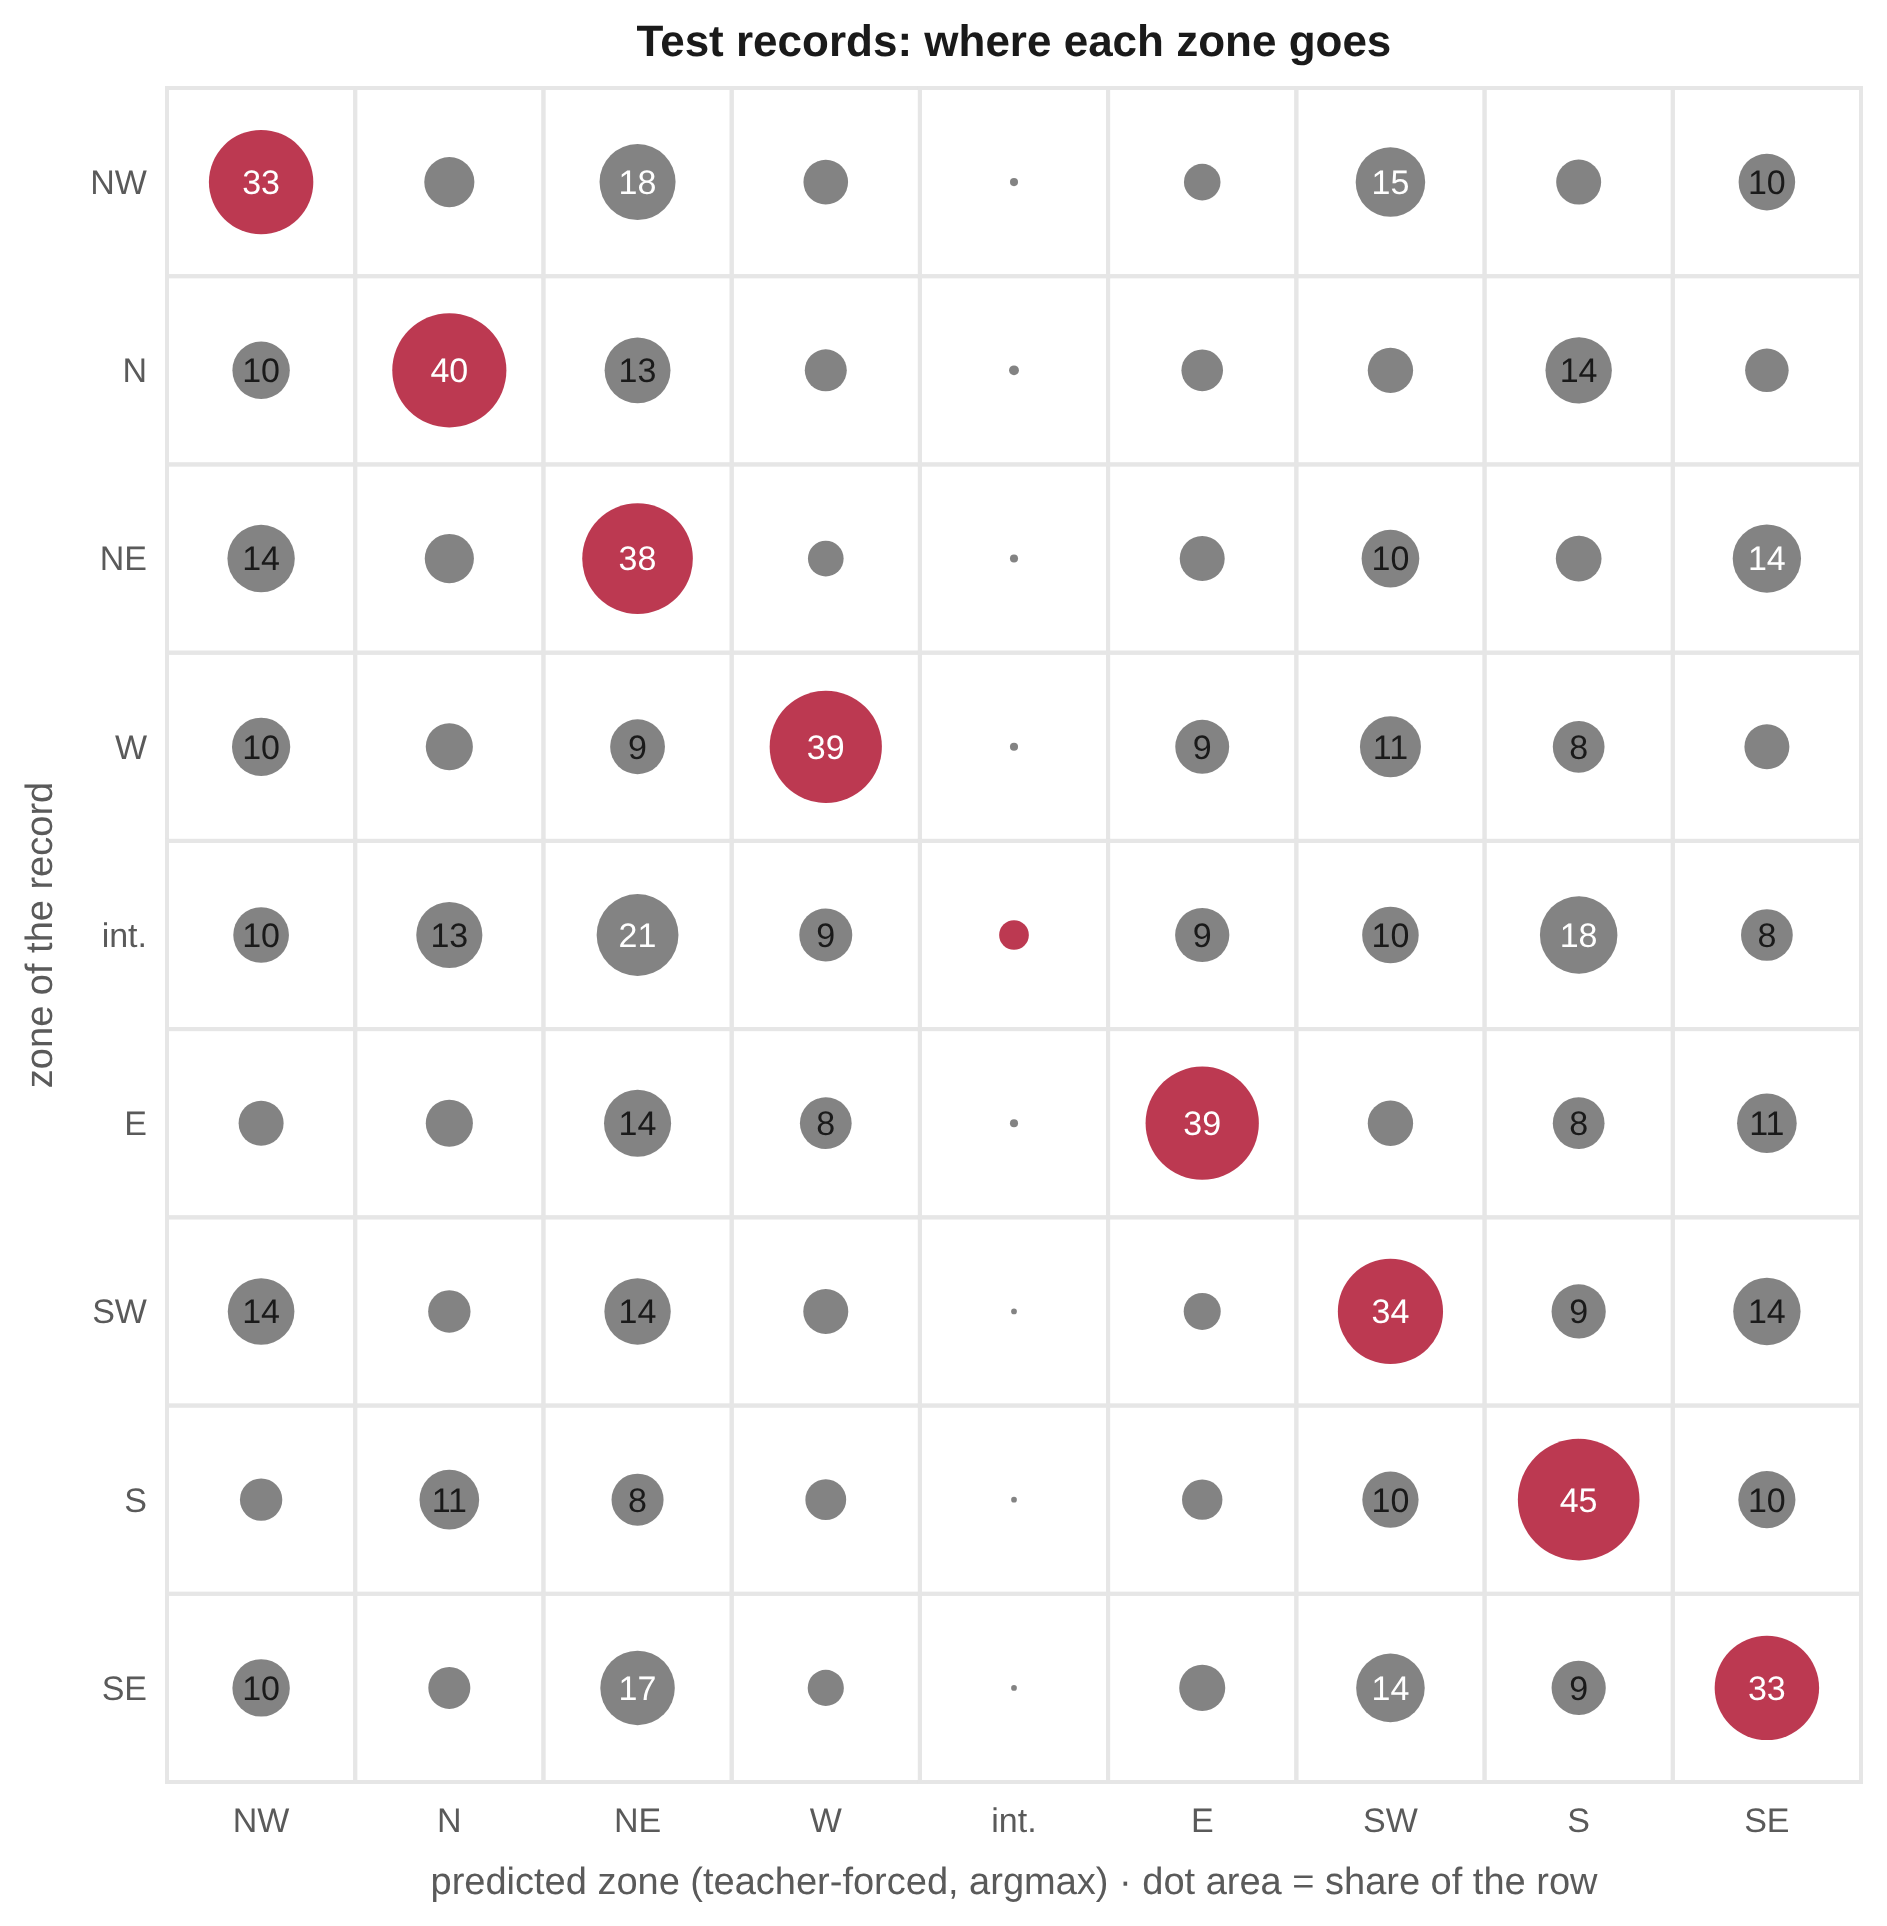 Test records: where each zone goes
NW 33 18 15 10
N 10 40 13 14
NE 14 38 10 14
W 10 9 39 9 11 8
int. 10 13 21 9 9 10 18 8
E 14 8 39 8 11
SW 14 14 34 9 14
S 11 8 10 45 10
SE 10 17 14 9 33
zone of the record
NW N NE W int. E SW S SE
predicted zone (teacher-forced, argmax) · dot area = share of the row